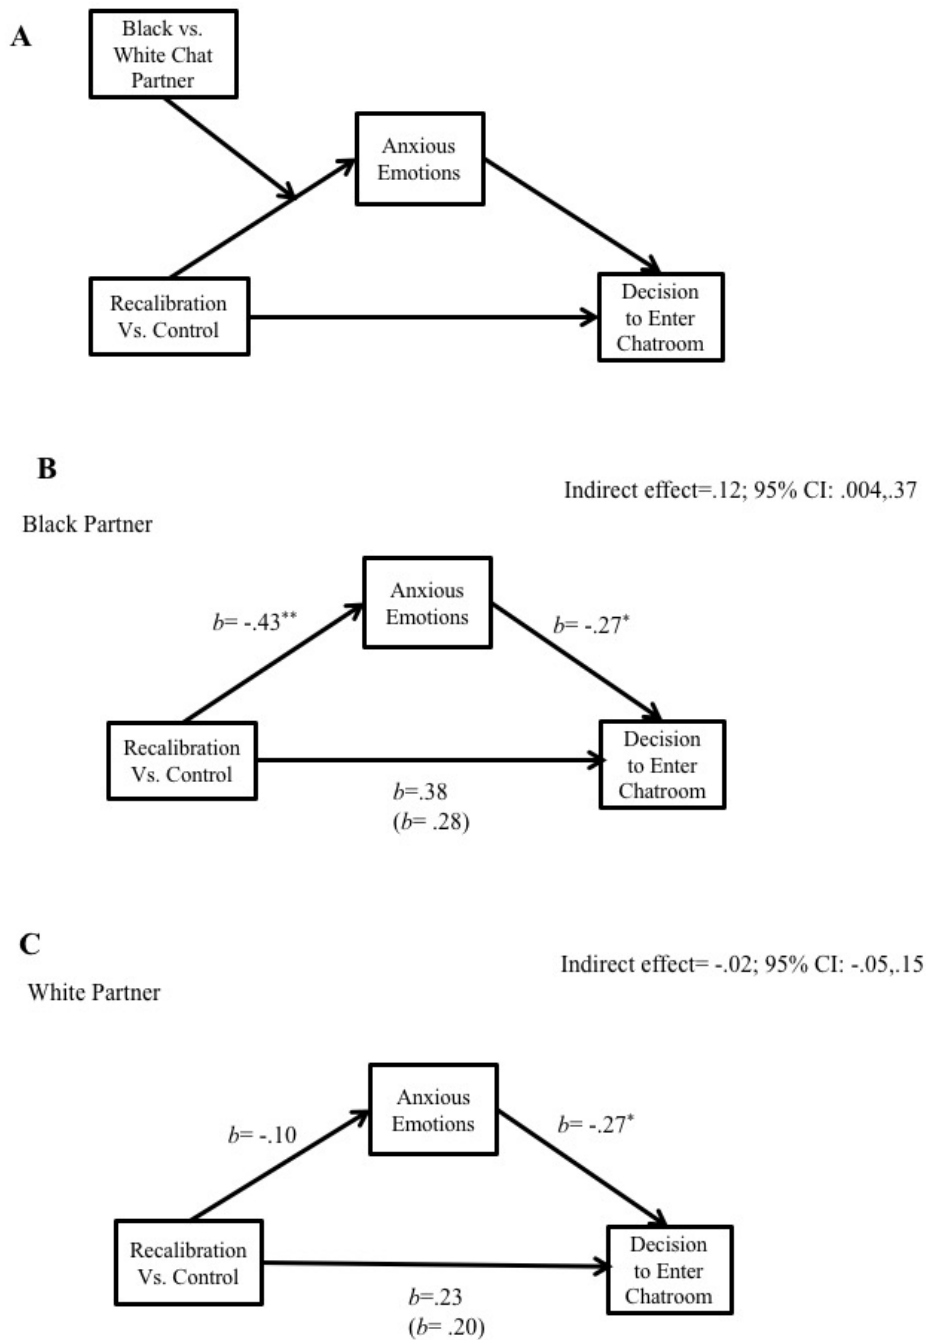 A
Black vs.
White Chat
Partner
Anxious
Emotions
Recalibration
Vs. Control
Decision
to Enter
Chatroom
B
Indirect effect=.12; 95% CI: .004,.37
Black Partner
Anxious
Emotions
b= -.43**
b= -.27*
Recalibration
Vs. Control
Decision
to Enter
Chatroom
b=.38
(b= .28)
C
Indirect effect= -.02; 95% CI: -.05,.15
White Partner
Anxious
Emotions
b= -.10
b= -.27*
Recalibration
Vs. Control
Decision
to Enter
Chatroom
b=.23
(b= .20)